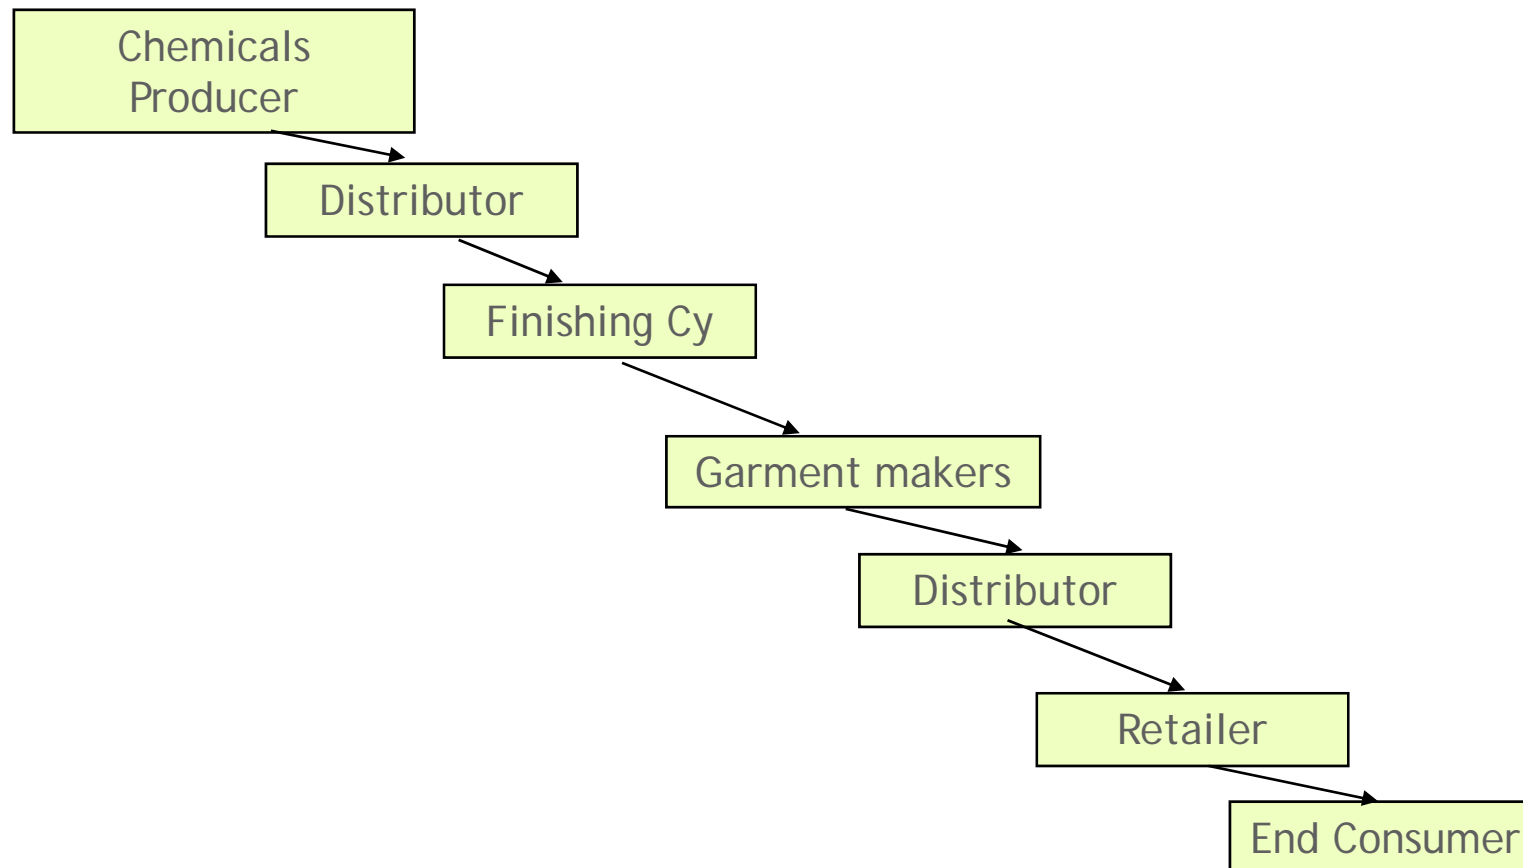 Chemicals
Producer
Distributor
Finishing Cy
Garment makers
Distributor
Retailer
End Consumer